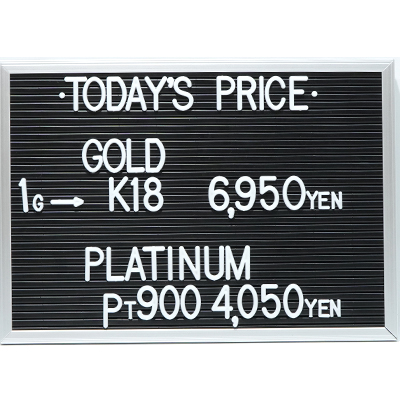 ·TODAY'S PRICE·
GOLD
1G→ K18 6,950YEN
PLATINUM
PT900 4,050YEN